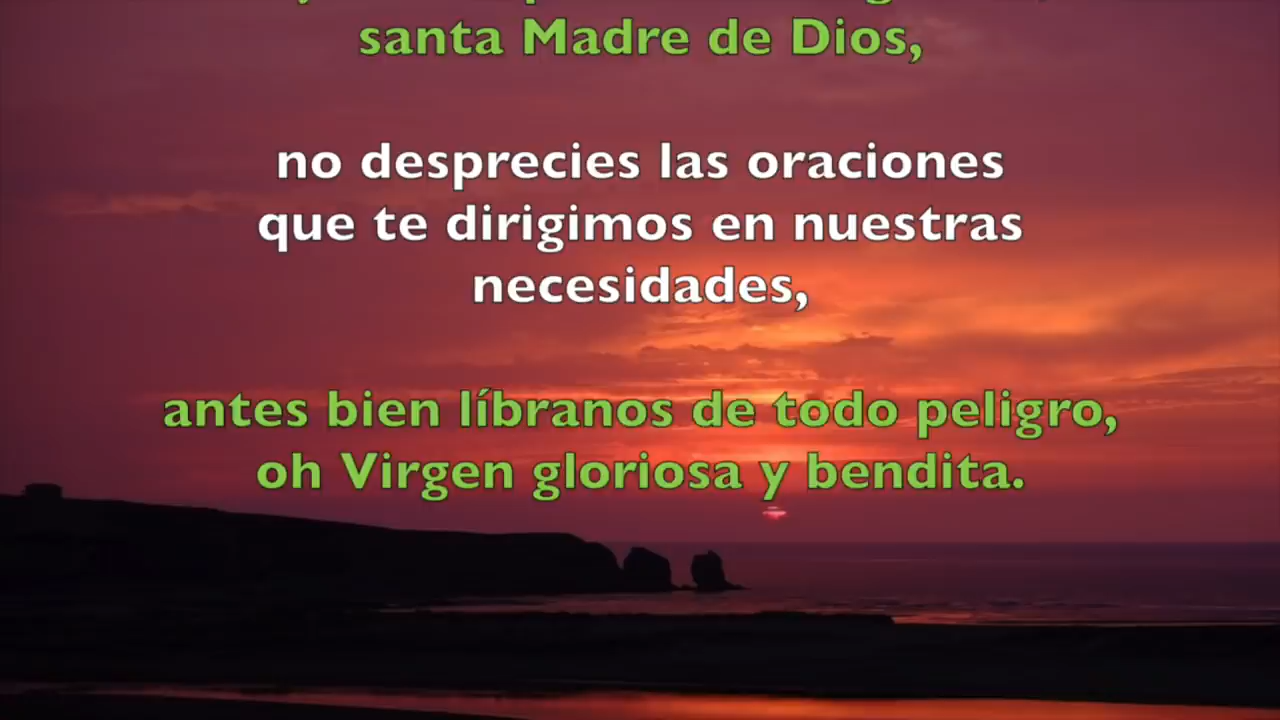 santa Madre de Dios,
no desprecies las oraciones
que te dirigimos en nuestras
necesidades,
antes bien líbranos de todo peligro,
oh Virgen gloriosa y bendita.